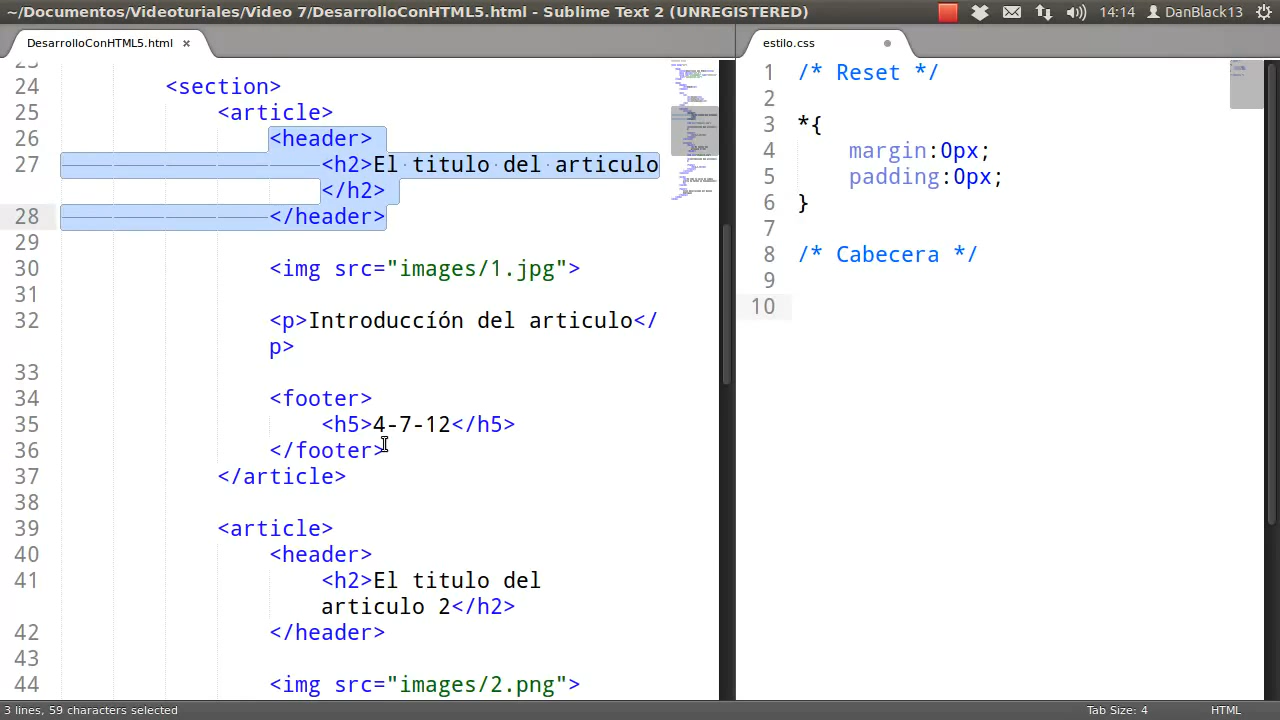 ~/Documentos/Videoturiales/Video 7/DesarrolloConHTML5.html - Sublime Text 2 (UNREGISTERED)
14:14
DanBlack13
DesarrolloConHTML5.html ×
24 <section>
25 <article>
26 <header>
27 <h2>El titulo del articulo
</h2>
28 </header>
29
30 <img src="images/1.jpg">
31
32 <p>Introduccíón del articulo</
p>
33
34 <footer>
35 <h5>4-7-12</h5>
36 </footer>
37 </article>
38
39 <article>
40 <header>
41 <h2>El titulo del
articulo 2</h2>
42 </header>
43
44 <img src="images/2.png">
estilo.css
1 /* Reset */
2
3 *{
4 margin:0px;
5 padding:0px;
6 }
7
8 /* Cabecera */
9
10
3 lines, 59 characters selected
Tab Size: 4
HTML